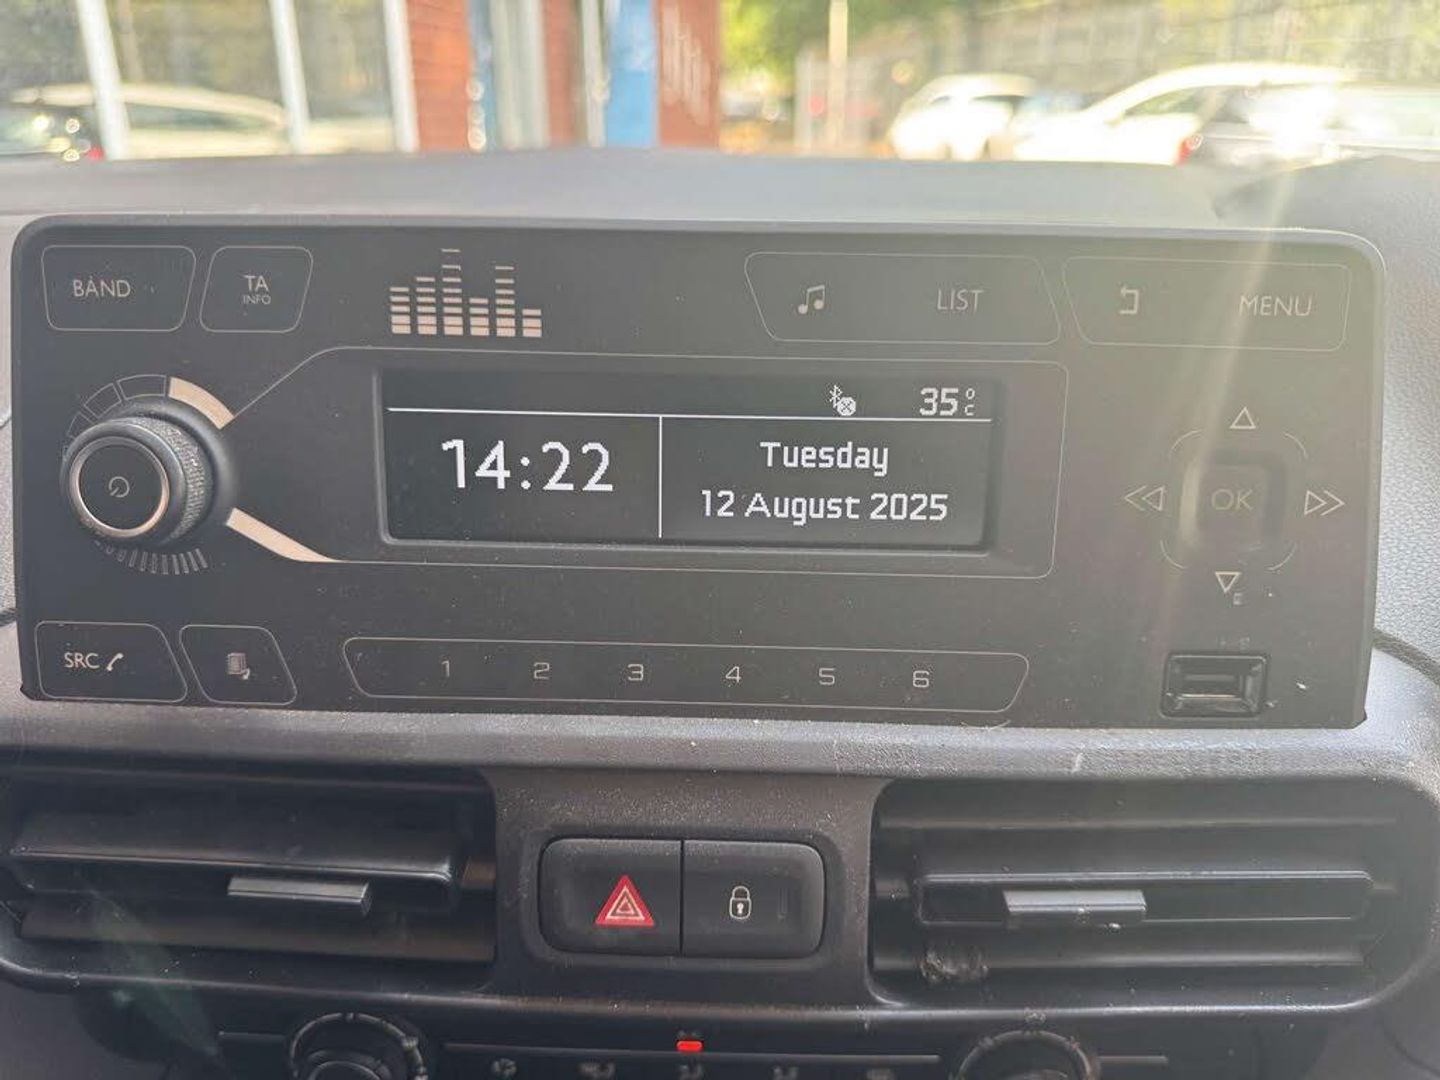 BAND
TA
INFO
LIST
MENU
35°C
14:22
Tuesday
12 August 2025
OK
SRC
1 2 3 4 5 6